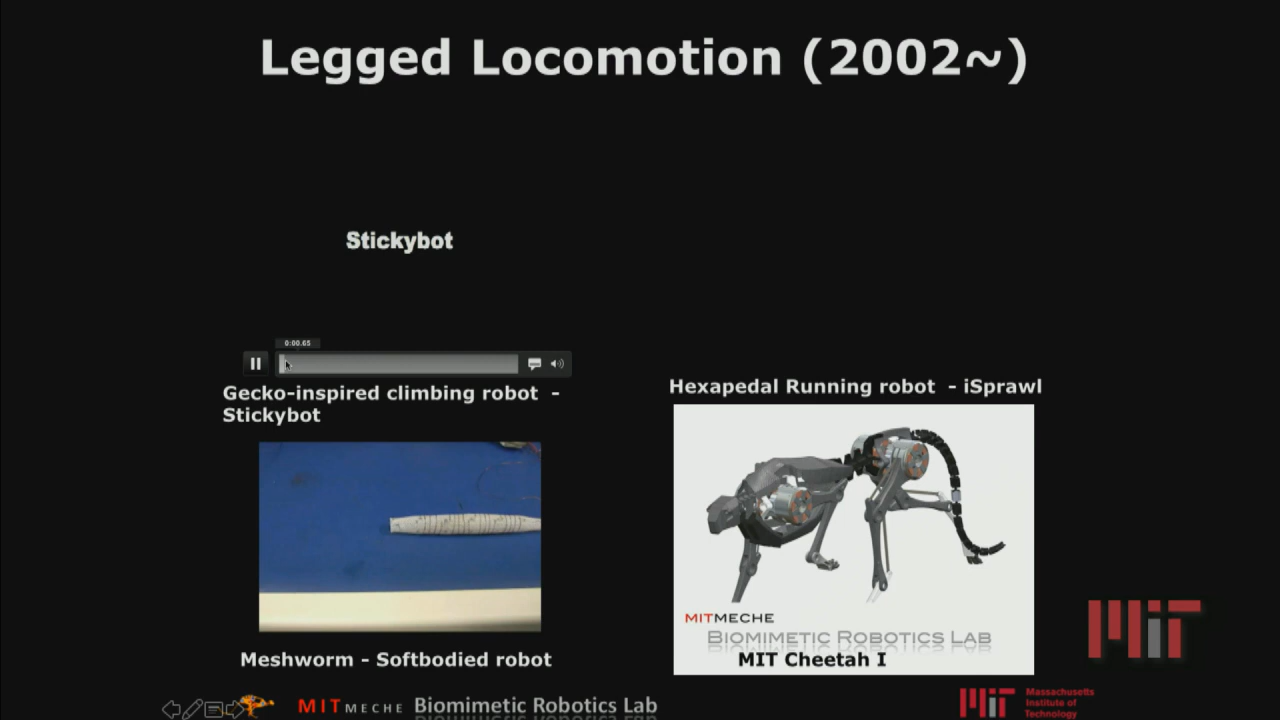 Legged Locomotion (2002~)
Stickybot
0:00.65
Gecko-inspired climbing robot -
Stickybot
Hexapedal Running robot - iSprawl
MITMECHE
BIOMIMETIC ROBOTICS LAB
MIT Cheetah I
Meshworm - Softbodied robot
MIT
MITMECHE Biomimetic Robotics Lab
MIT
Massachusetts
Institute of
Technology